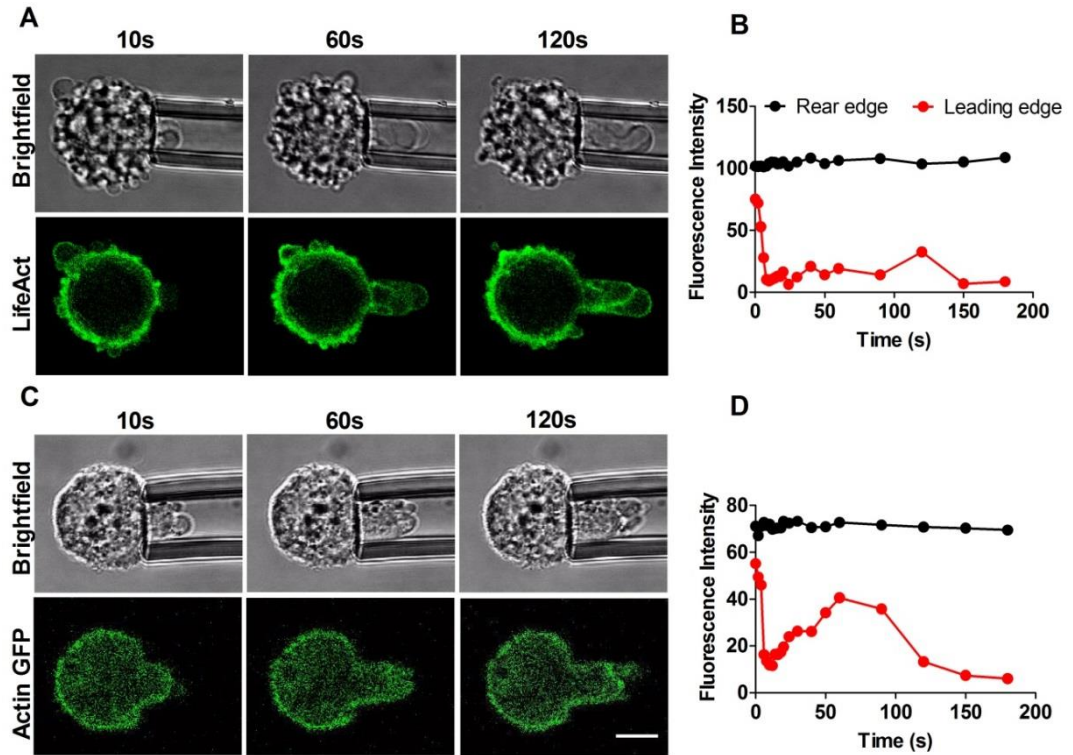 A
10s 60s 120s
Brightfield
LifeAct
B
Rear edge Leading edge
Fluorescence Intensity
150
100
50
0
0 50 100 150 200
Time (s)
C
10s 60s 120s
Brightfield
Actin GFP
D
Fluorescence Intensity
80
60
40
20
0
0 50 100 150 200
Time (s)